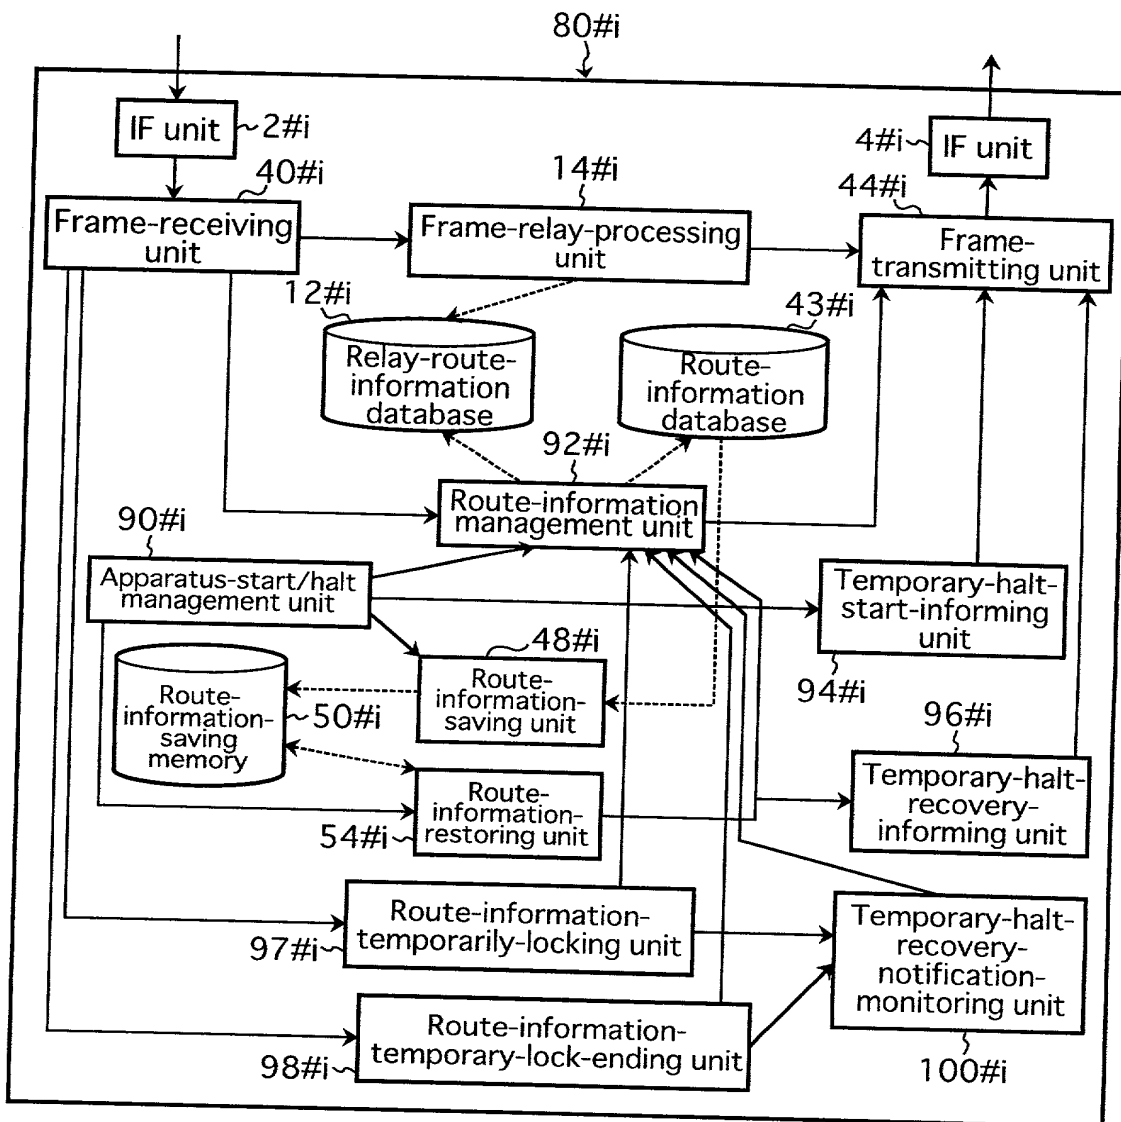 80#i
IF unit
2#i
4#i
IF unit
40#i
14#i
44#i
Frame-receiving
unit
Frame-relay-processing
unit
Frame-
transmitting unit
12#i
43#i
Relay-route-
information
database
Route-
information
database
92#i
Route-information
management unit
90#i
Apparatus-start/halt
management unit
Temporary-halt-
start-informing
unit
94#i
48#i
Route-
information-
saving unit
Route-
information-
saving
memory
50#i
96#i
Temporary-halt-
recovery-
informing unit
Route-
information-
restoring unit
54#i
Route-information-
temporarily-locking unit
97#i
Temporary-halt-
recovery-
notification-
monitoring unit
100#i
Route-information-
temporary-lock-ending unit
98#i